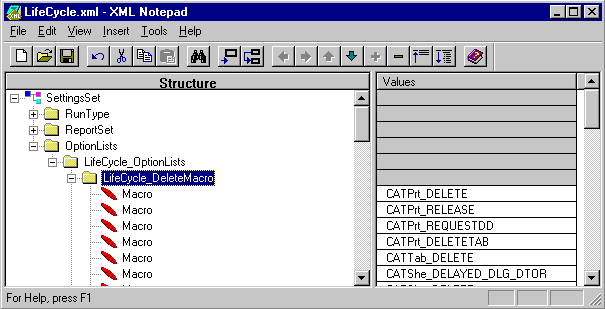 LifeCycle.xml - XML Notepad
File Edit View Insert Tools Help
Structure
Values
SettingsSet
RunType
ReportSet
OptionLists
LifeCycle_OptionLists
LifeCycle_DeleteMacro
Macro CATPrt_DELETE
Macro CATPrt_RELEASE
Macro CATPrt_REQUESTDD
Macro CATPrt_DELETETAB
Macro CATTab_DELETE
Macro CATShe_DELAYED_DLG_DTOR
For Help, press F1